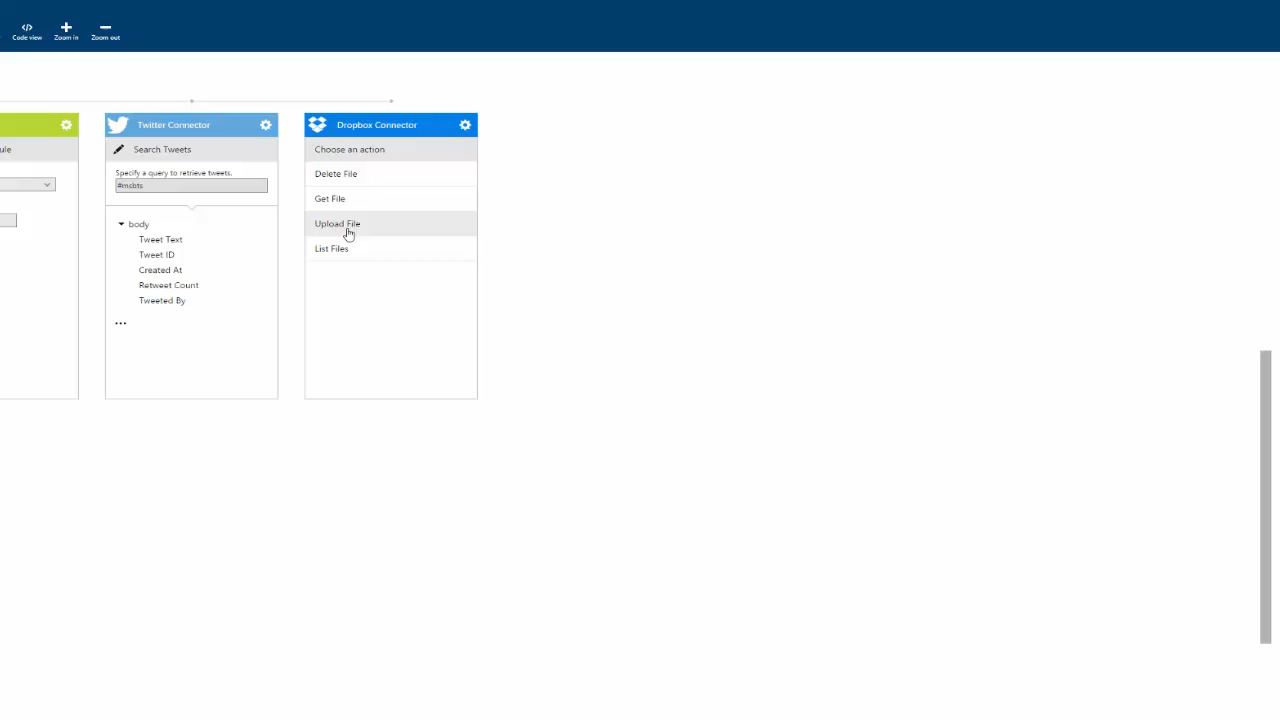 Code view
Zoom in
Zoom out
ule
Twitter Connector
Search Tweets
Specify a query to retrieve tweets.
#msbts
body
Tweet Text
Tweet ID
Created At
Retweet Count
Tweeted By
...
Dropbox Connector
Choose an action
Delete File
Get File
Upload File
List Files